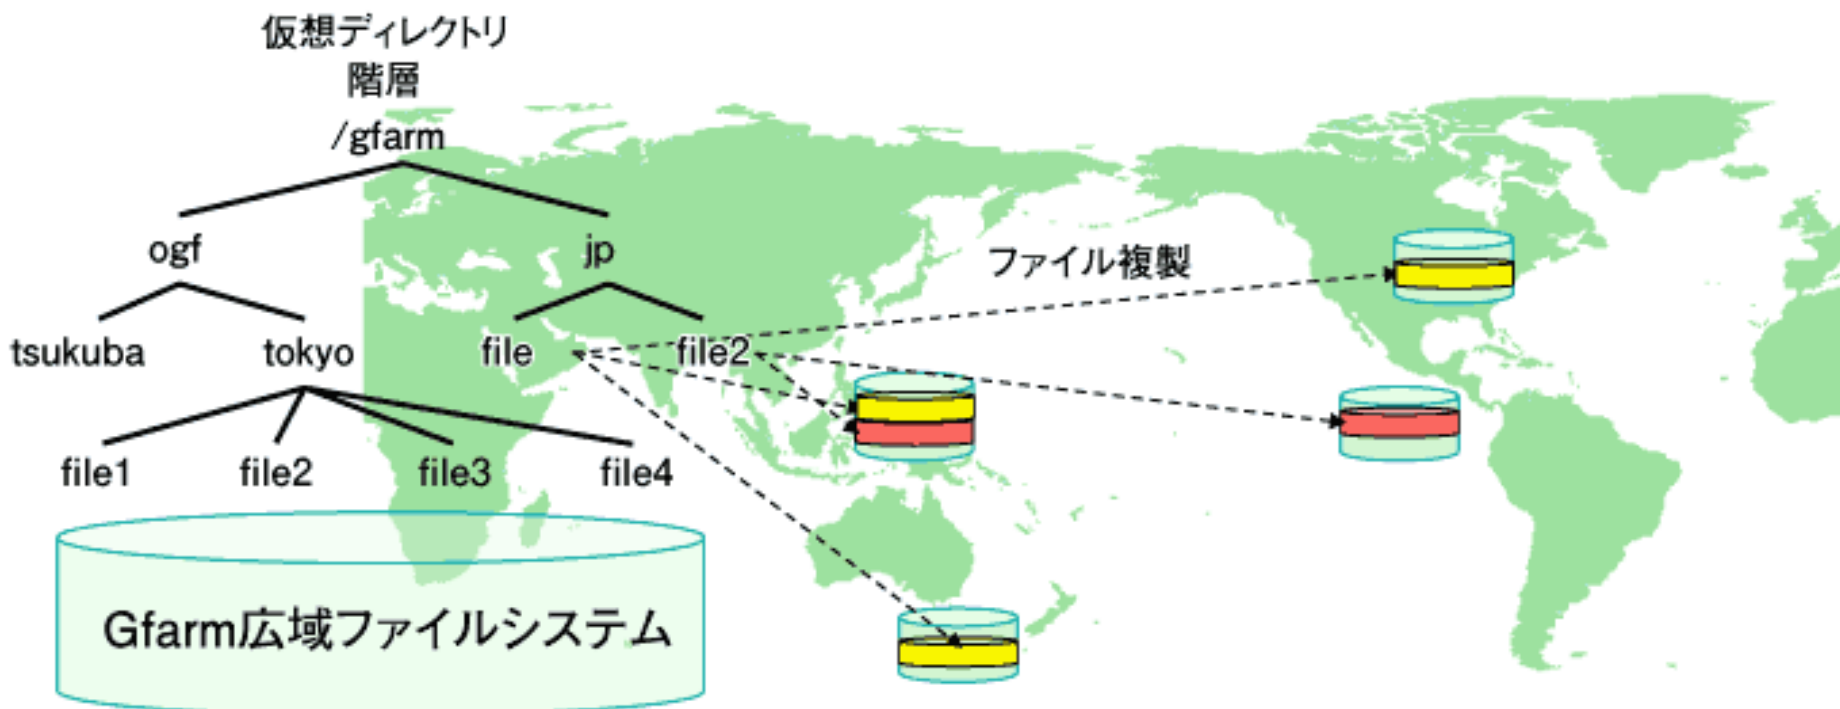 仮想ディレクトリ
階層
/gfarm
ogf
jp
ファイル複製
tsukuba
tokyo
file
file2
file1
file2
file3
file4
Gfarm広域ファイルシステム